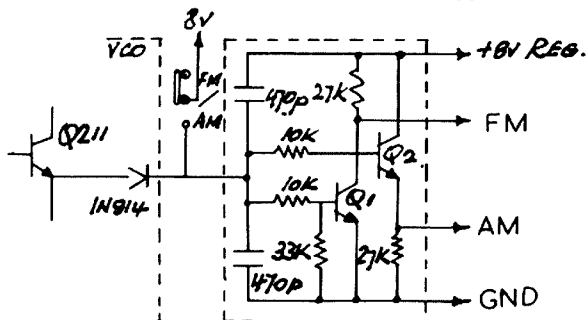 8v
VCO
+8V REG.
FM
27K
470p
FM
AM
10K
Q2
Q211
10K
Q1
1N914
AM
33K
27K
470p
GND